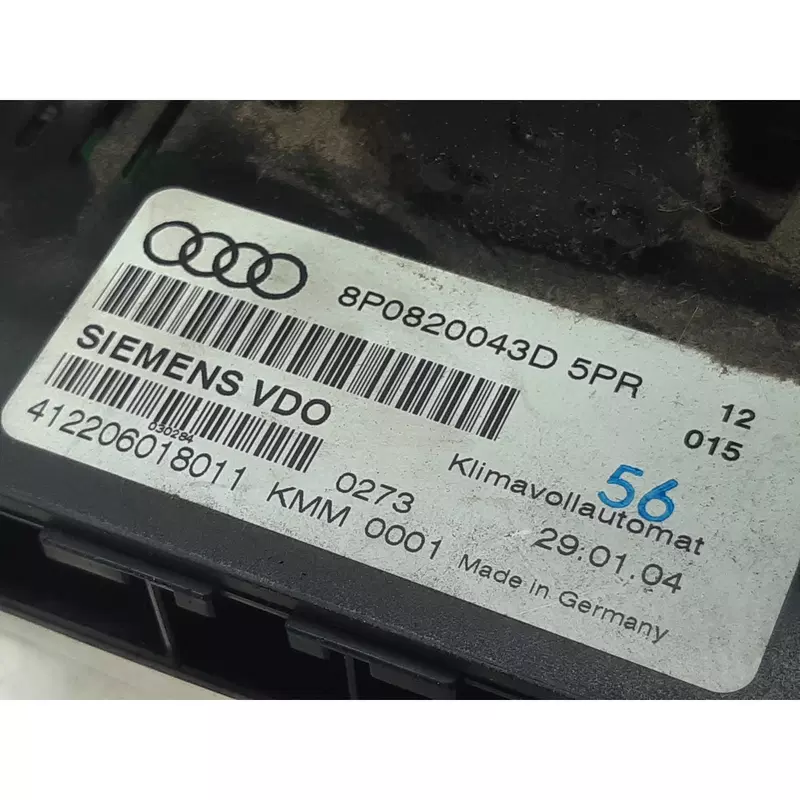 8P0820043D 5PR
12
015
SIEMENS VDO
030284
412206018011
0273
KMM 0001
Klimavollautomat
56
29.01.04
Made in Germany